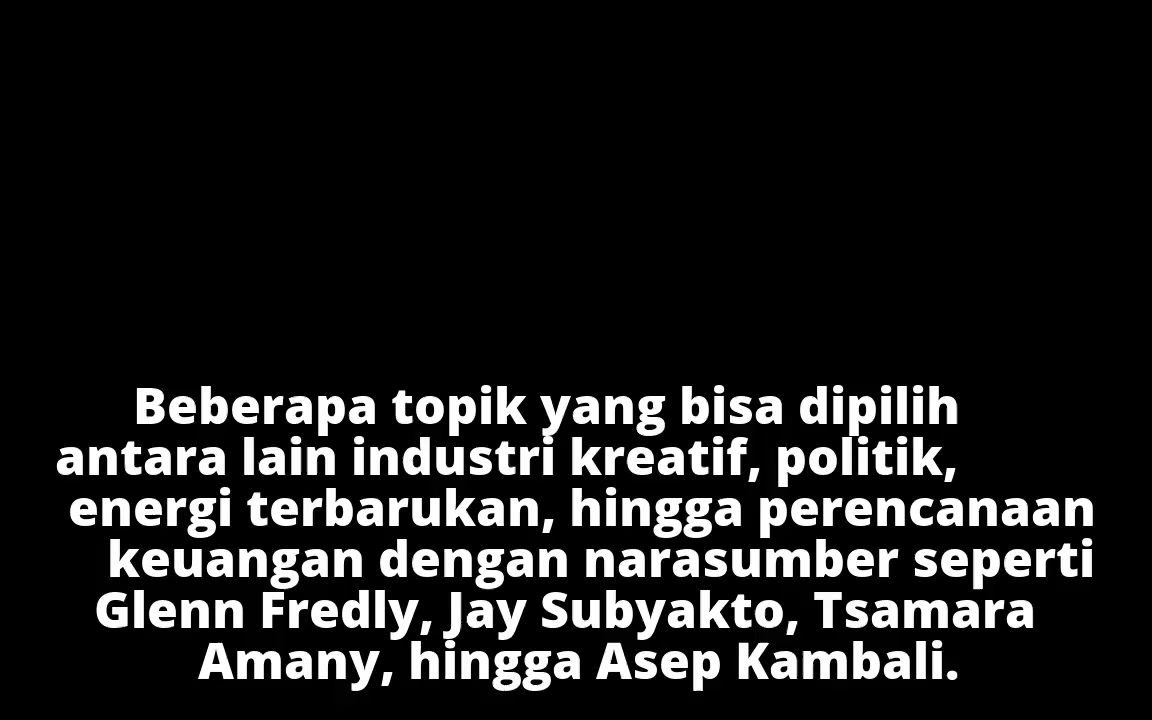 Beberapa topik yang bisa dipilih
antara lain industri kreatif, politik,
energi terbarukan, hingga perencanaan
keuangan dengan narasumber seperti
Glenn Fredly, Jay Subyakto, Tsamara
Amany, hingga Asep Kambali.